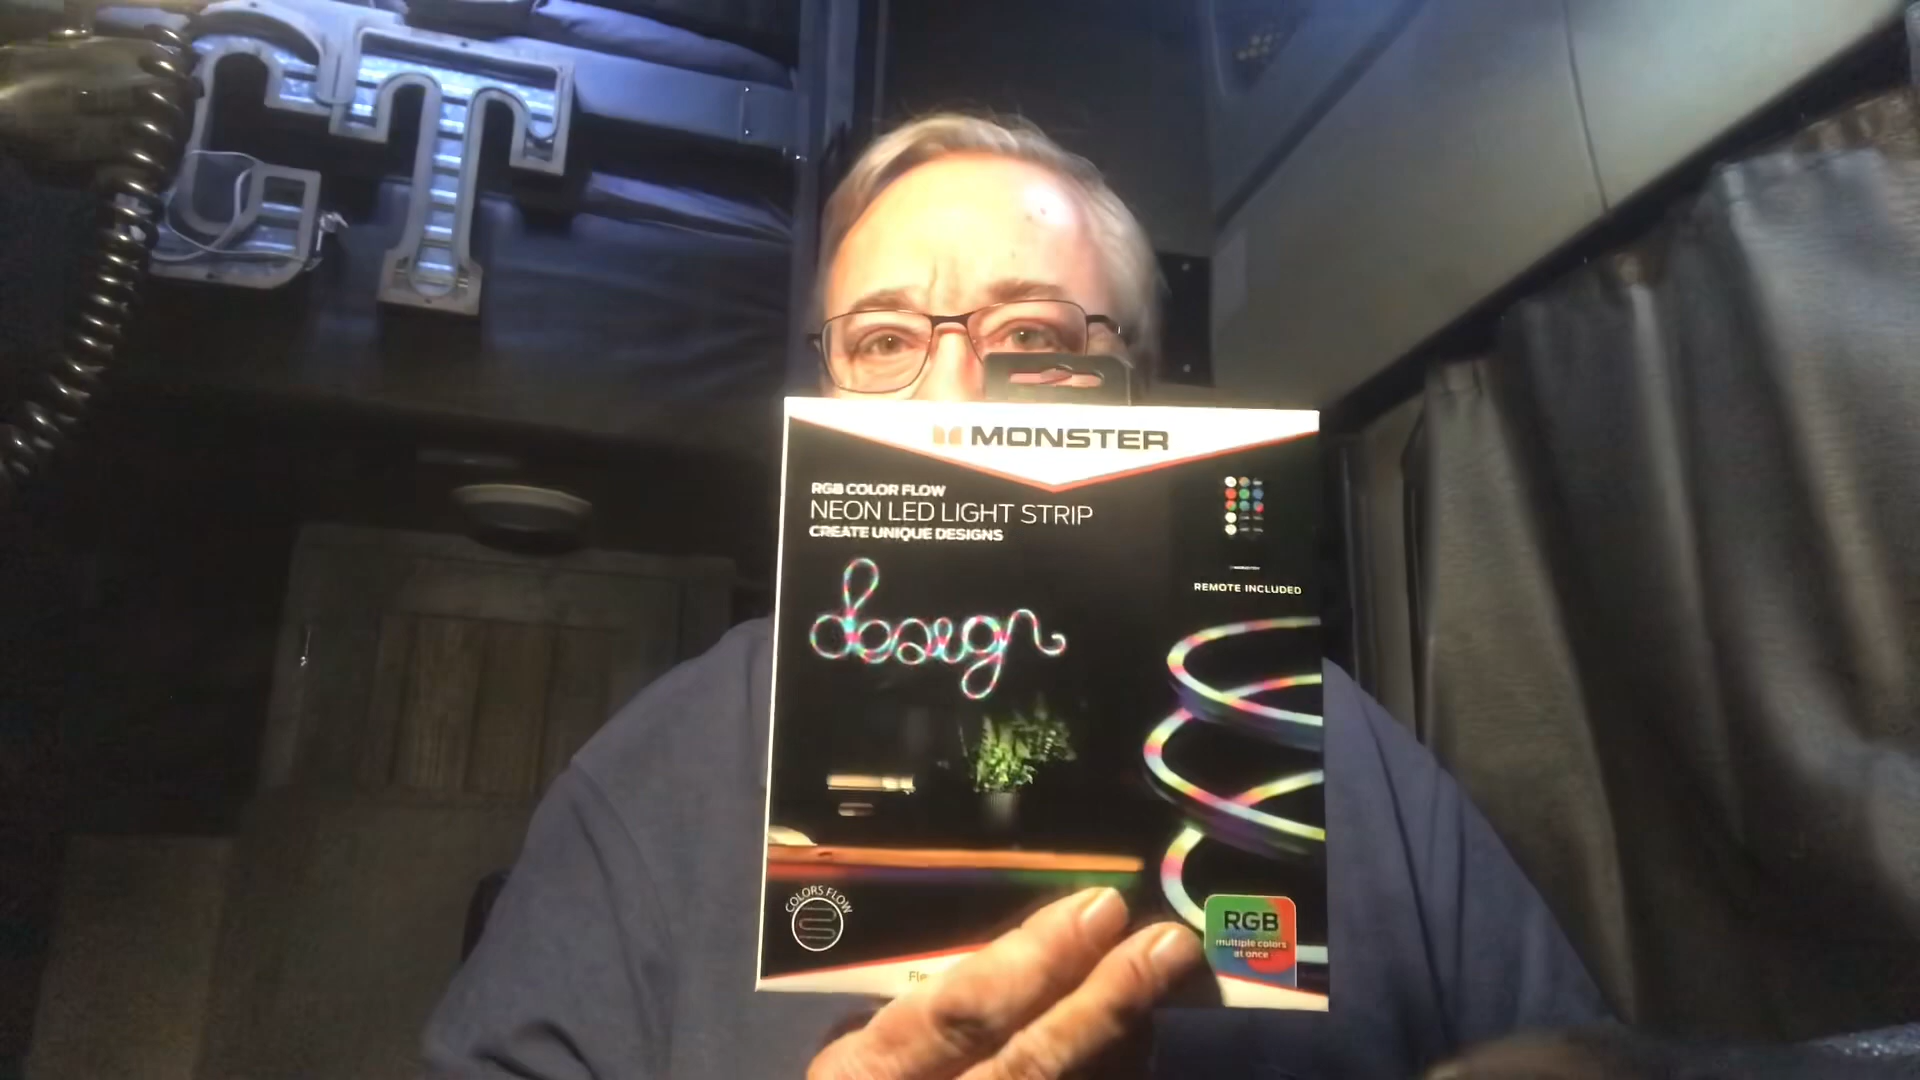 GT
MONSTER
RGB COLOR FLOW
NEON LED LIGHT STRIP
CREATE UNIQUE DESIGNS
REMOTE INCLUDED
design
COLORS FLOW
RGB
multiple colors
at once